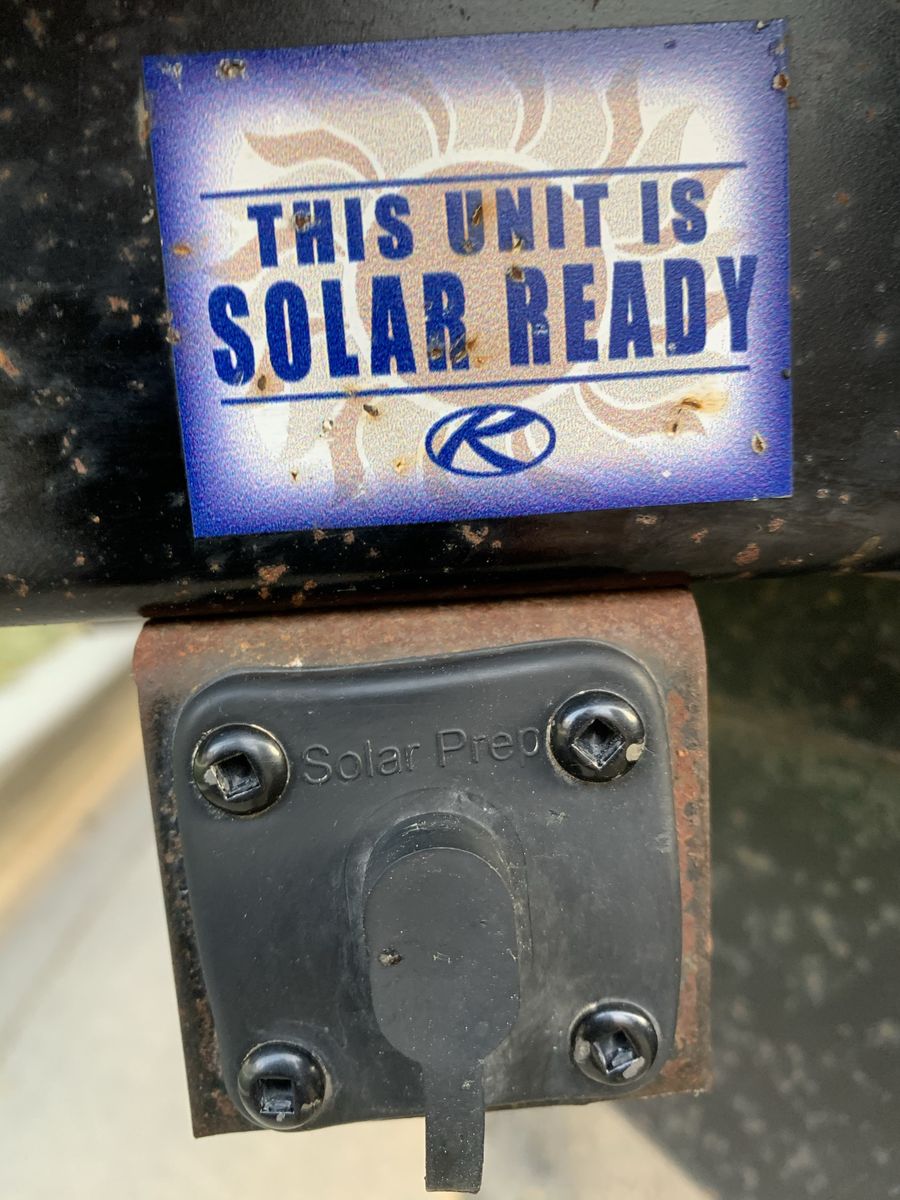 THIS UNIT IS
SOLAR READY
K
Solar Prep